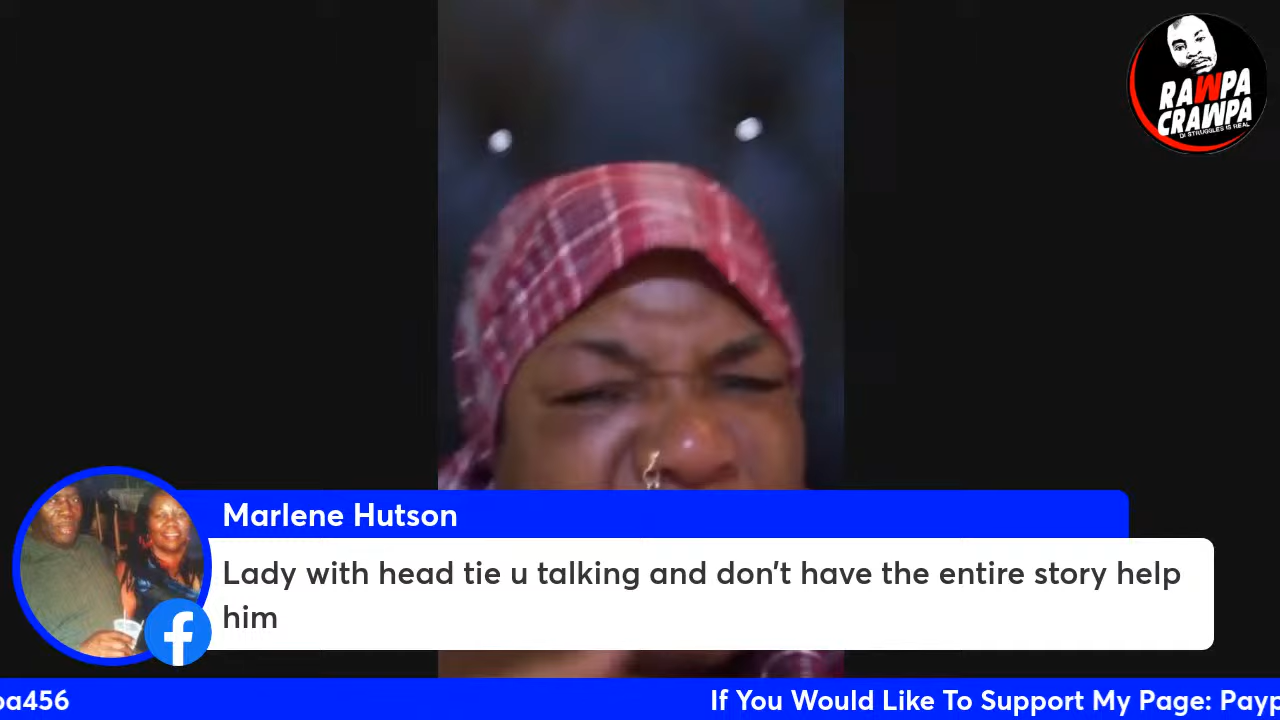 RAWPA
CRAWPA
DI STRUGGLES IS REAL
Marlene Hutson
Lady with head tie u talking and don't have the entire story help
him
pa456 If You Would Like To Support My Page: Payp